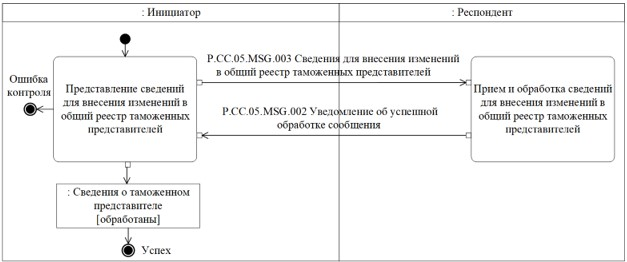 : Инициатор
: Респондент
Ошибка
контроля
Представление сведений
для внесения изменений в
общий реестр таможенных
представителей
P.CC.05.MSG.003 Сведения для внесения изменений
в общий реестр таможенных представителей
P.CC.05.MSG.002 Уведомление об успешной
обработке сообщения
Прием и обработка сведений
для внесения изменений в
общий реестр таможенных
представителей
: Сведения о таможенном
представителе
[обработаны]
Успех